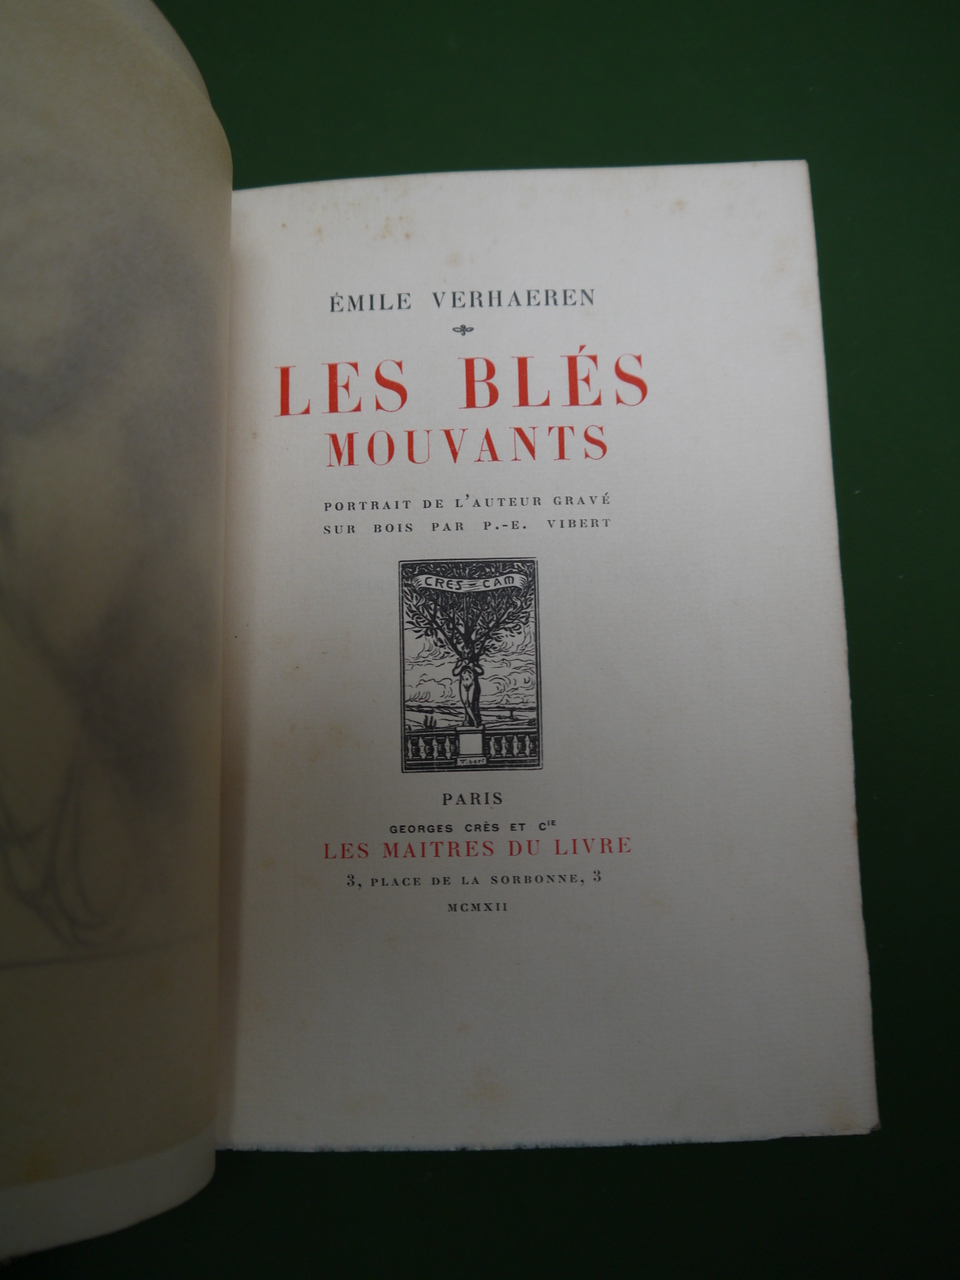 ÉMILE VERHAEREN
LES BLÉS
MOUVANTS
PORTRAIT DE L'AUTEUR GRAVÉ
SUR BOIS PAR P.-E. VIBERT
CRES=CAM
PARIS
GEORGES CRÈS ET CIE
LES MAITRES DU LIVRE
3, PLACE DE LA SORBONNE, 3
MCMXII